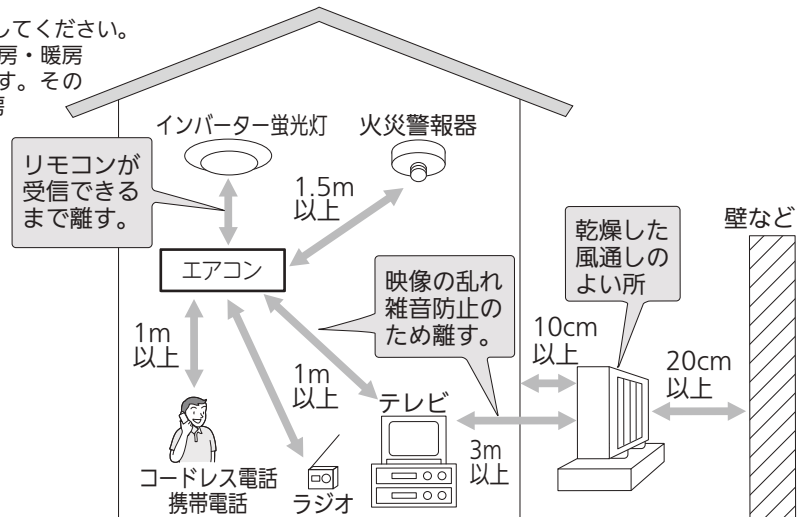 してください。
房・暖房
す。その
インバーター蛍光灯
火災警報器
リモコンが
受信できる
まで離す。
1.5m
以上
エアコン
映像の乱れ
雑音防止の
ため離す。
乾燥した
風通しの
よい所
壁など
1m
以上
1m
以上
10cm
以上
20cm
以上
テレビ
3m
以上
コードレス電話
携帯電話
ラジオ